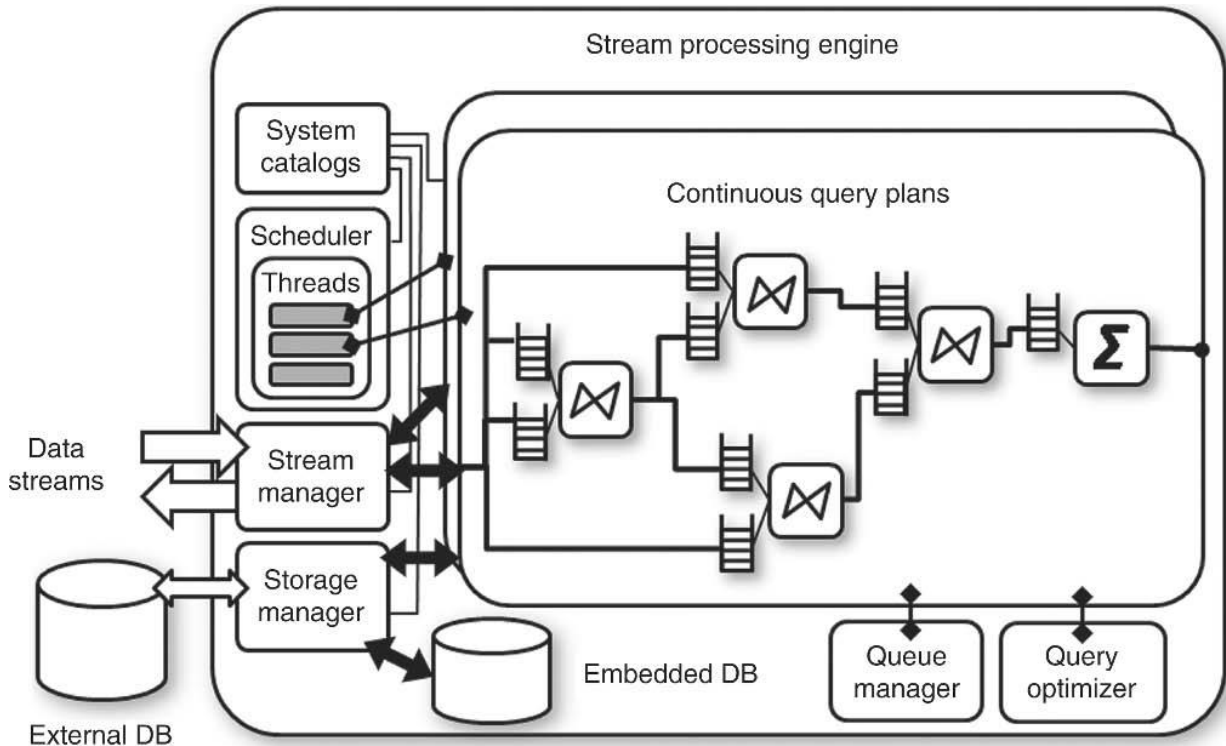 Stream processing engine
System
catalogs
Continuous query plans
Scheduler
Threads
Σ
Data
streams
Stream
manager
Storage
manager
Embedded DB
Queue
manager
Query
optimizer
External DB